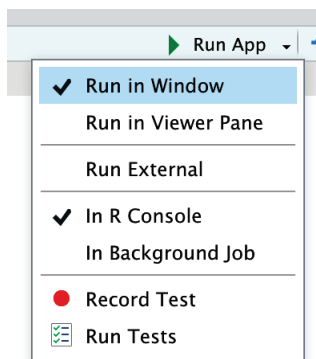 Run App
Run in Window
Run in Viewer Pane
Run External
In R Console
In Background Job
Record Test
Run Tests